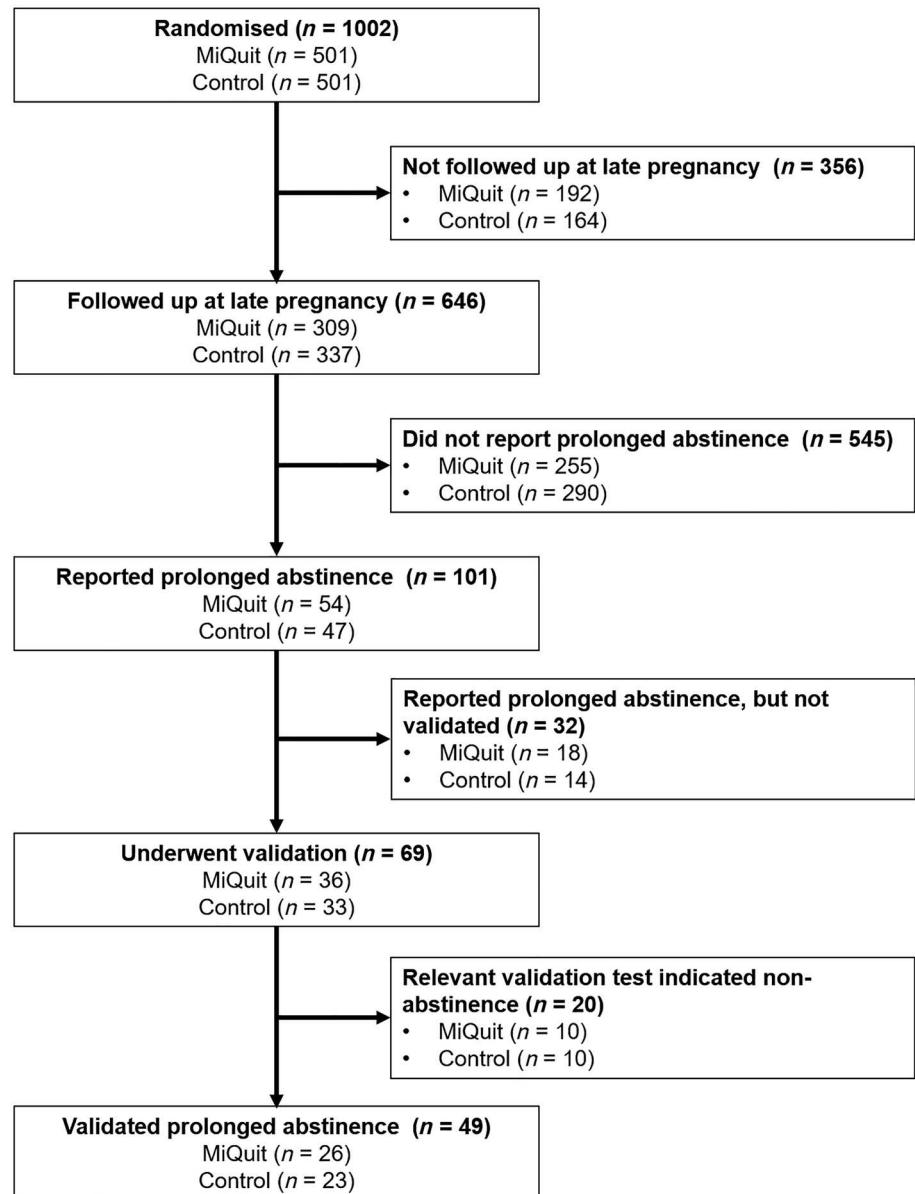 Randomised (n = 1002)
MiQuit (n = 501)
Control (n = 501)
Not followed up at late pregnancy (n = 356)
• MiQuit (n = 192)
• Control (n = 164)
Followed up at late pregnancy (n = 646)
MiQuit (n = 309)
Control (n = 337)
Did not report prolonged abstinence (n = 545)
• MiQuit (n = 255)
• Control (n = 290)
Reported prolonged abstinence (n = 101)
MiQuit (n = 54)
Control (n = 47)
Reported prolonged abstinence, but not
validated (n = 32)
• MiQuit (n = 18)
• Control (n = 14)
Underwent validation (n = 69)
MiQuit (n = 36)
Control (n = 33)
Relevant validation test indicated non-
abstinence (n = 20)
• MiQuit (n = 10)
• Control (n = 10)
Validated prolonged abstinence (n = 49)
MiQuit (n = 26)
Control (n = 23)